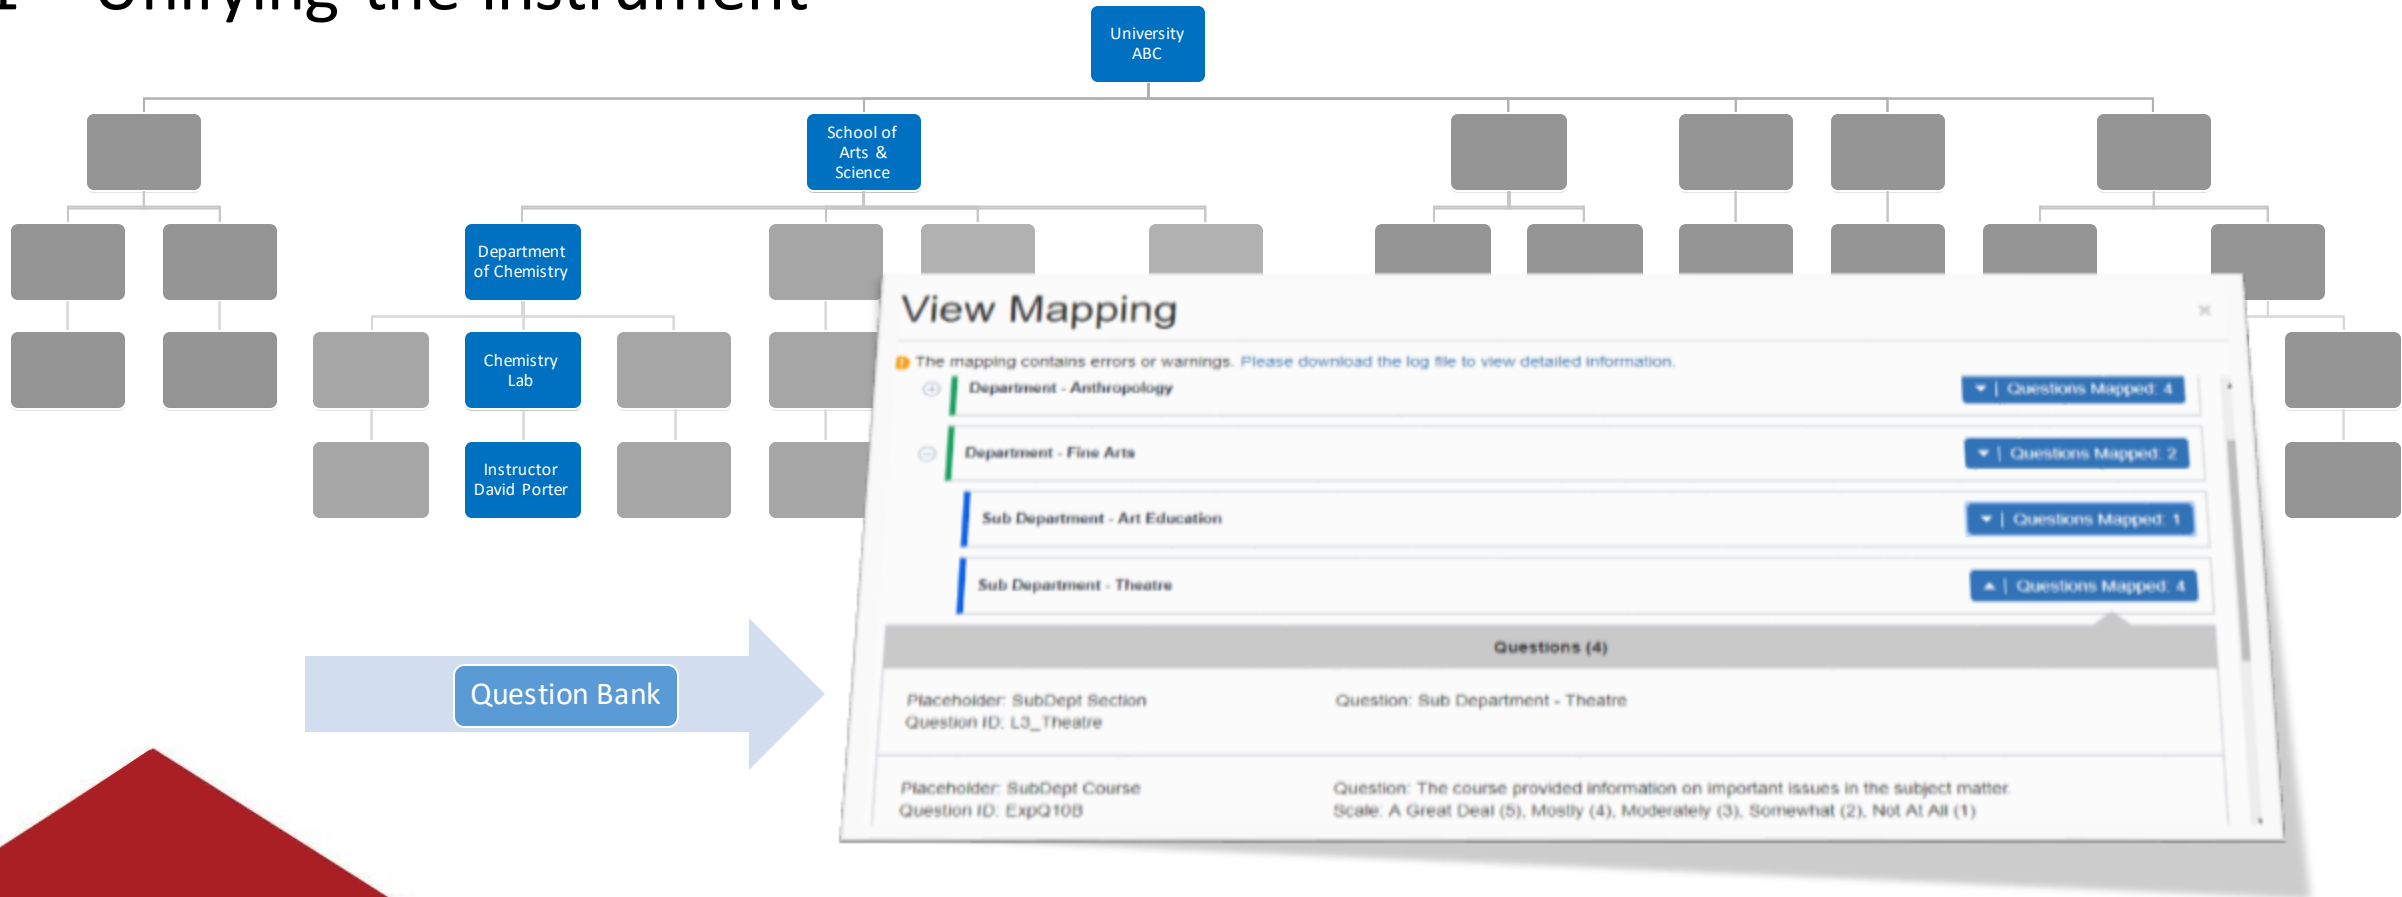 Unifying the Instrument
University
ABC
School of
Arts &
Science
Department
of Chemistry
Chemistry
Lab
Instructor
David Porter
Question Bank
View Mapping
The mapping contains errors or warnings. Please download the log file to view detailed information.
Department - Anthropology
Questions Mapped: 4
Department - Fine Arts
Questions Mapped: 2
Sub Department - Art Education
Questions Mapped: 1
Sub Department - Theatre
Questions Mapped: 4
Questions (4)
Placeholder: SubDept Section
Question: Sub Department - Theatre
Question ID: L3_Theatre
Placeholder: SubDept Course
Question: The course provided information on important issues in the subject matter.
Question ID: ExpQ10B
Scale: A Great Deal (5), Mostly (4), Moderately (3), Somewhat (2), Not At All (1)